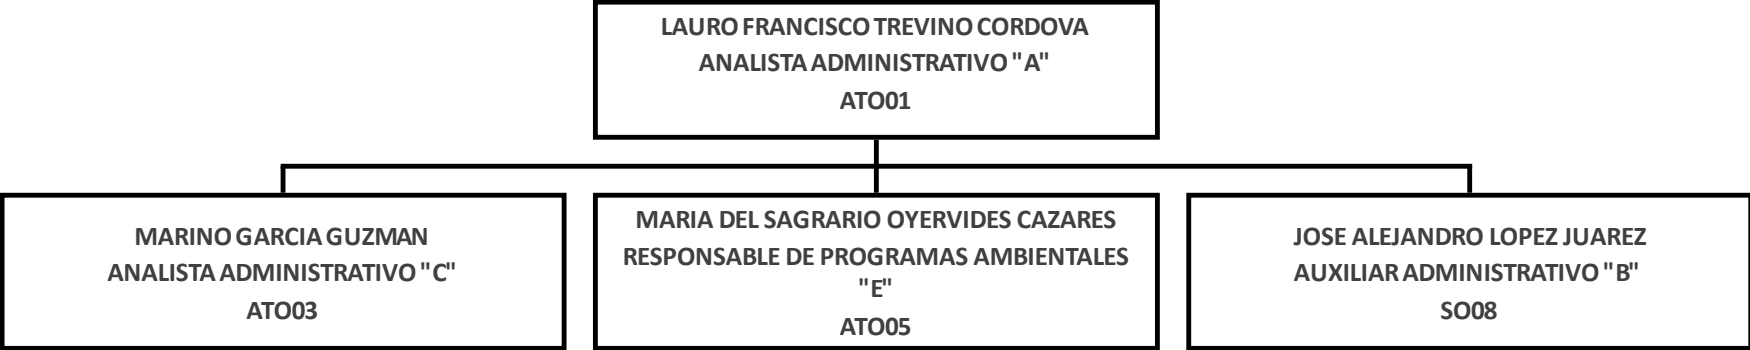 LAURO FRANCISCO TREVINO CORDOVA
ANALISTA ADMINISTRATIVO "A"
ATO01
MARINO GARCIA GUZMAN
ANALISTA ADMINISTRATIVO "C"
ATO03
MARIA DEL SAGRARIO OYERVIDES CAZARES
RESPONSABLE DE PROGRAMAS AMBIENTALES
"E"
ATO05
JOSE ALEJANDRO LOPEZ JUAREZ
AUXILIAR ADMINISTRATIVO "B"
SO08